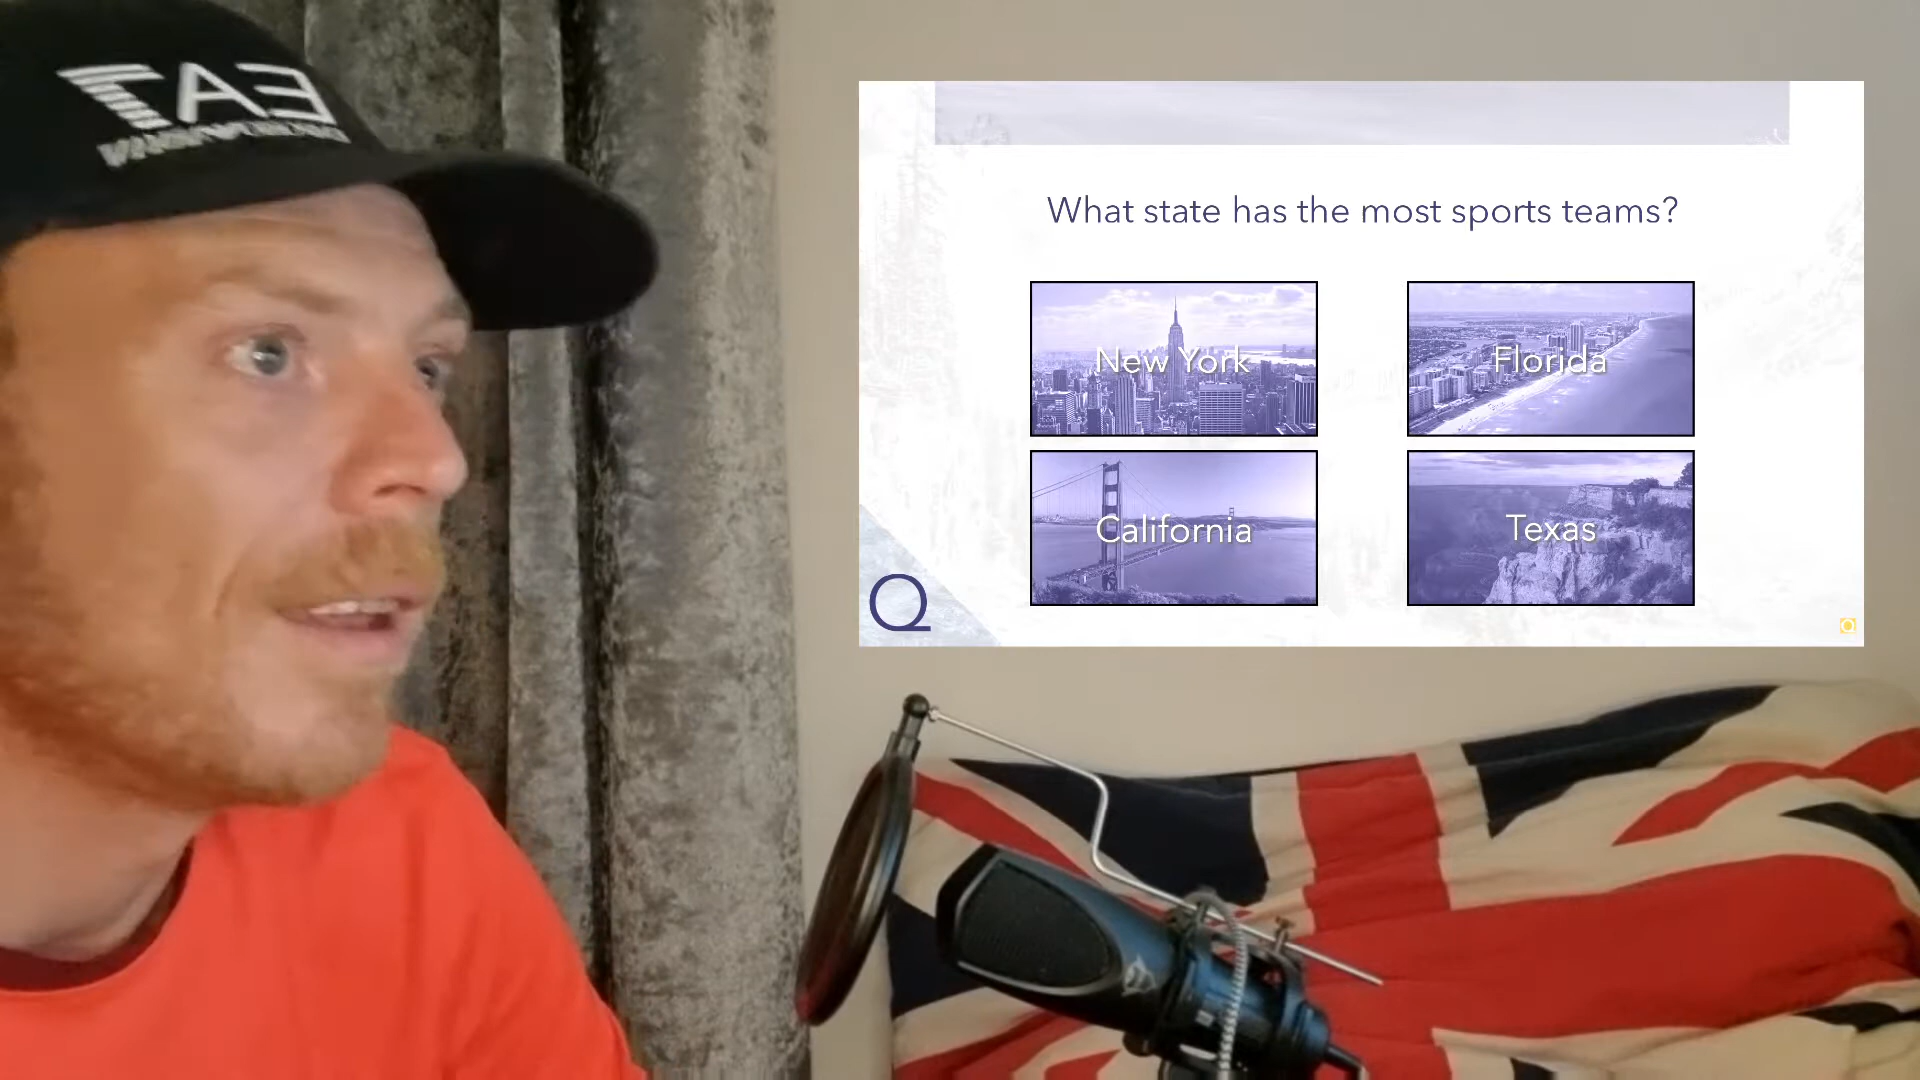 EA7
What state has the most sports teams?
New York
Florida
California
Texas
Q